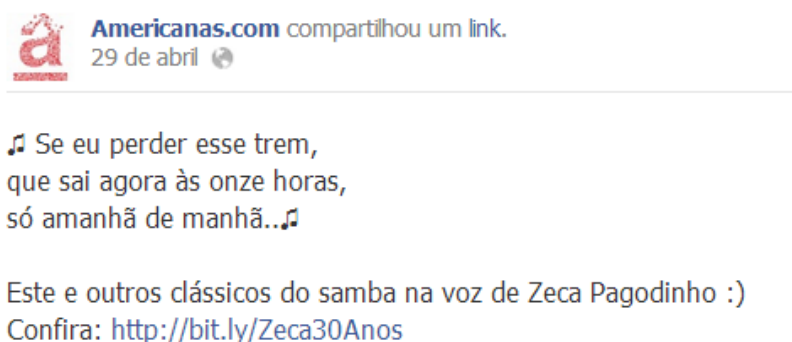 Americanas.com compartilhou um link.
29 de abril
♫ Se eu perder esse trem,
que sai agora às onze horas,
só amanhã de manhã..♫
Este e outros clássicos do samba na voz de Zeca Pagodinho :)
Confira: http://bit.ly/Zeca30Anos